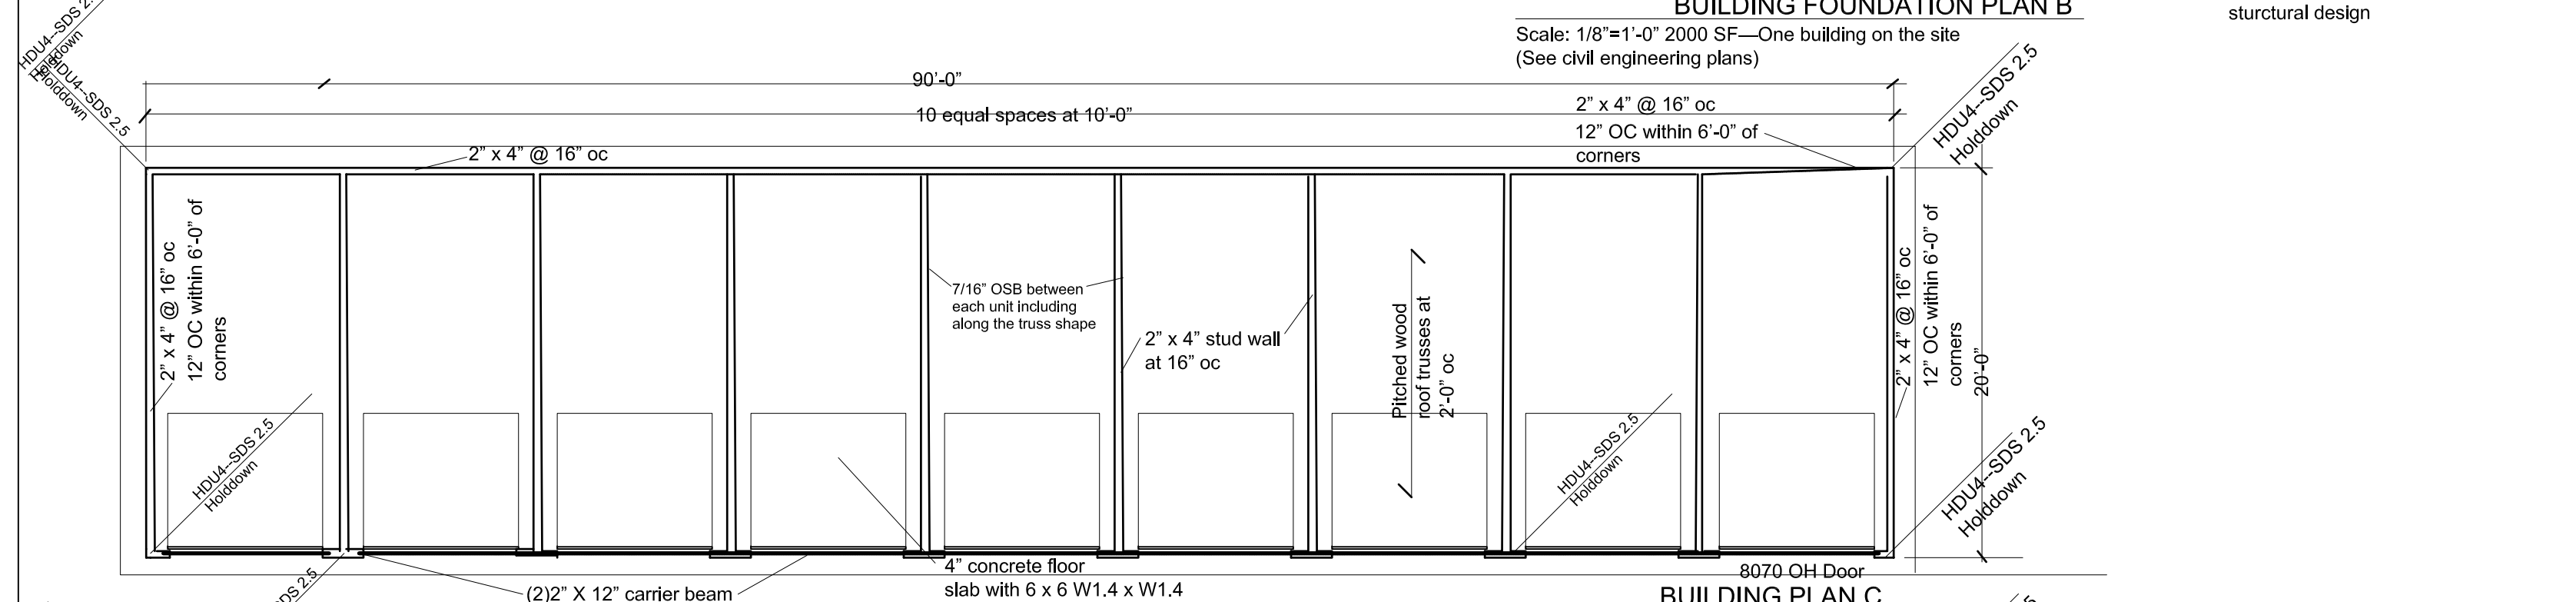 BUILDING FOUNDATION PLAN B
Scale: 1/8”=1’-0” 2000 SF—One building on the site
(See civil engineering plans)
sturctural design
HDU4--SDS 2.5
Holddown
HDU4--SDS 2.5
Holddown
90’-0”
10 equal spaces at 10’-0”
2” x 4” @ 16” oc
12” OC within 6’-0” of
corners
HDU4--SDS 2.5
Holddown
2” x 4” @ 16” oc
2” x 4” @ 16” oc
12” OC within 6’-0” of
corners
7/16” OSB between
each unit including
along the truss shape
2” x 4” stud wall
at 16” oc
Pitched wood
roof trusses at
2’-0” oc
2” x 4” @ 16” oc
12” OC within 6’-0” of
corners
20’-0”
HDU4--SDS 2.5
Holddown
HDU4--SDS 2.5
Holddown
HDU4--SDS 2.5
Holddown
SDS 2.5
(2)2” X 12” carrier beam
4” concrete floor
slab with 6 x 6 W1.4 x W1.4
8070 OH Door
BUILDING PLAN C